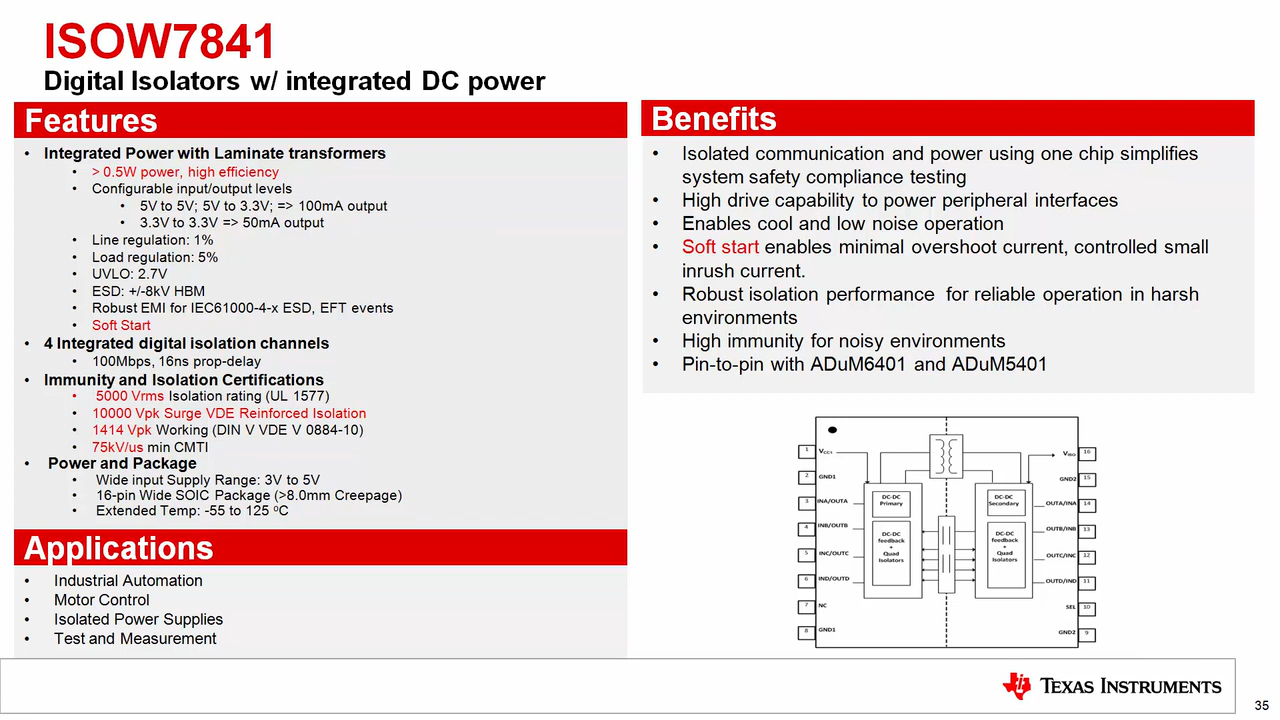 ISOW7841
Digital Isolators w/ integrated DC power
Features
• Integrated Power with Laminate transformers
• > 0.5W power, high efficiency
• Configurable input/output levels
• 5V to 5V; 5V to 3.3V; => 100mA output
• 3.3V to 3.3V => 50mA output
• Line regulation: 1%
• Load regulation: 5%
• UVLO: 2.7V
• ESD: +/-8kV HBM
• Robust EMI for IEC61000-4-x ESD, EFT events
• Soft Start
• 4 Integrated digital isolation channels
• 100Mbps, 16ns prop-delay
• Immunity and Isolation Certifications
• 5000 Vrms Isolation rating (UL 1577)
• 10000 Vpk Surge VDE Reinforced Isolation
• 1414 Vpk Working (DIN V VDE V 0884-10)
• 75kV/us min CMTI
• Power and Package
• Wide input Supply Range: 3V to 5V
• 16-pin Wide SOIC Package (>8.0mm Creepage)
• Extended Temp: -55 to 125 ºC
Applications
• Industrial Automation
• Motor Control
• Isolated Power Supplies
• Test and Measurement
Benefits
• Isolated communication and power using one chip simplifies
system safety compliance testing
• High drive capability to power peripheral interfaces
• Enables cool and low noise operation
• Soft start enables minimal overshoot current, controlled small
inrush current.
• Robust isolation performance for reliable operation in harsh
environments
• High immunity for noisy environments
• Pin-to-pin with ADuM6401 and ADuM5401
1 VCC1
2 GND1
3 INA/OUTA
4 INB/OUTB
5 INC/OUTC
6 IND/OUTD
7 NC
8 GND1
DC-DC
Primary
DC-DC
feedback
+
Quad
Isolators
DC-DC
Secondary
DC-DC
feedback
+
Quad
Isolators
VISO 16
GND2 15
OUTA/INA 14
OUTB/INB 13
OUTC/INC 12
OUTD/IND 11
SEL 10
GND2 9
TEXAS INSTRUMENTS
35